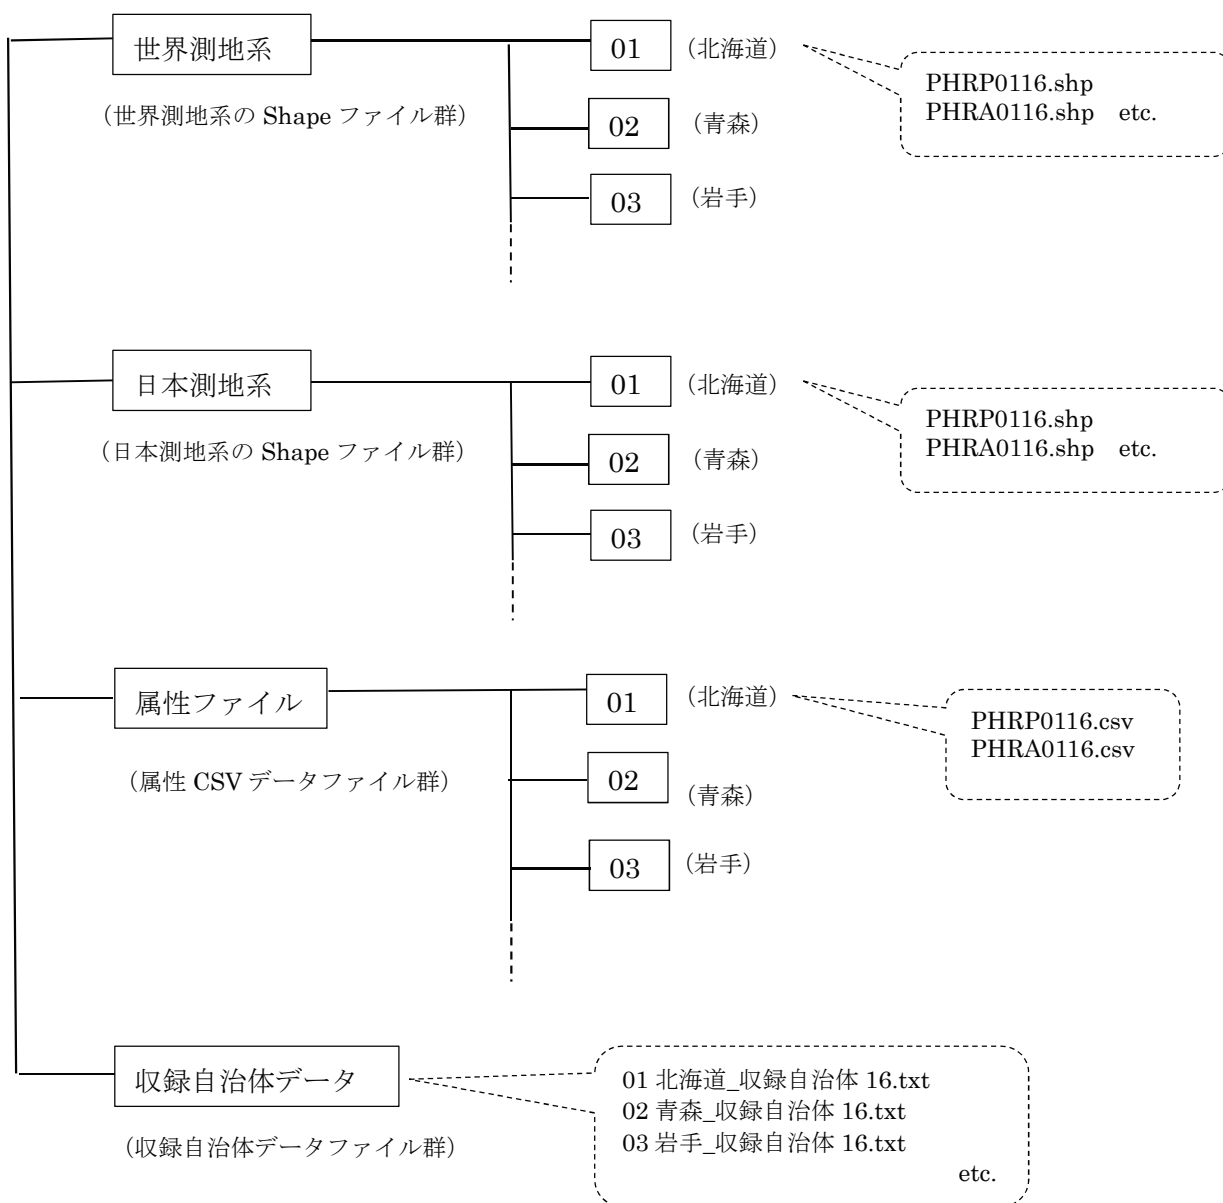 世界測地系
(世界測地系の Shape ファイル群)
01
(北海道)
PHRP0116.shp
PHRA0116.shp etc.
02
(青森)
03
(岩手)
日本測地系
(日本測地系の Shape ファイル群)
01
(北海道)
PHRP0116.shp
PHRA0116.shp etc.
02
(青森)
03
(岩手)
属性ファイル
(属性 CSV データファイル群)
01
(北海道)
PHRP0116.csv
PHRA0116.csv
02
(青森)
03
(岩手)
収録自治体データ
(収録自治体データファイル群)
01 北海道_収録自治体 16.txt
02 青森_収録自治体 16.txt
03 岩手_収録自治体 16.txt
etc.